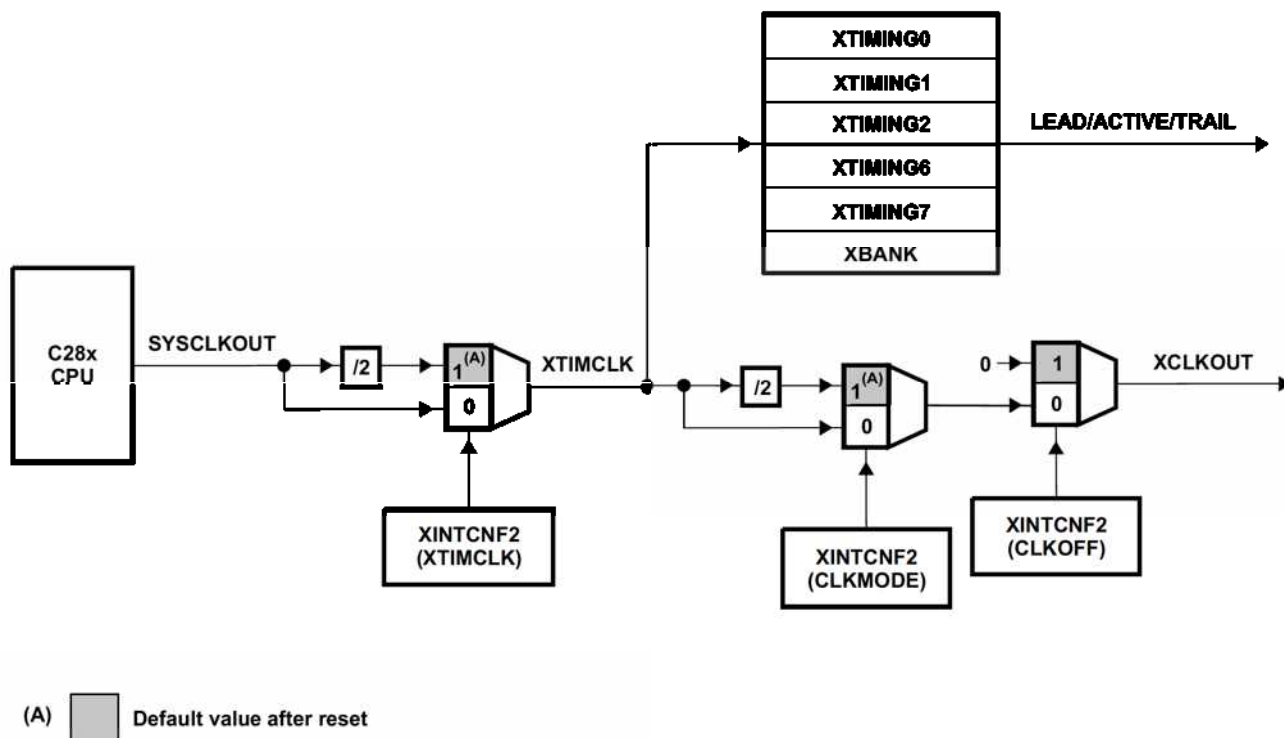 XTIMING0
XTIMING1
XTIMING2
LEAD/ACTIVE/TRAIL
XTIMING6
XTIMING7
XBANK
C28x
CPU
SYSCLKOUT
/2
1(A)
0
XTIMCLK
/2
1(A)
0
0
1
0
XCLKOUT
XINTCNF2
(XTIMCLK)
XINTCNF2
(CLKMODE)
XINTCNF2
(CLKOFF)
(A) Default value after reset